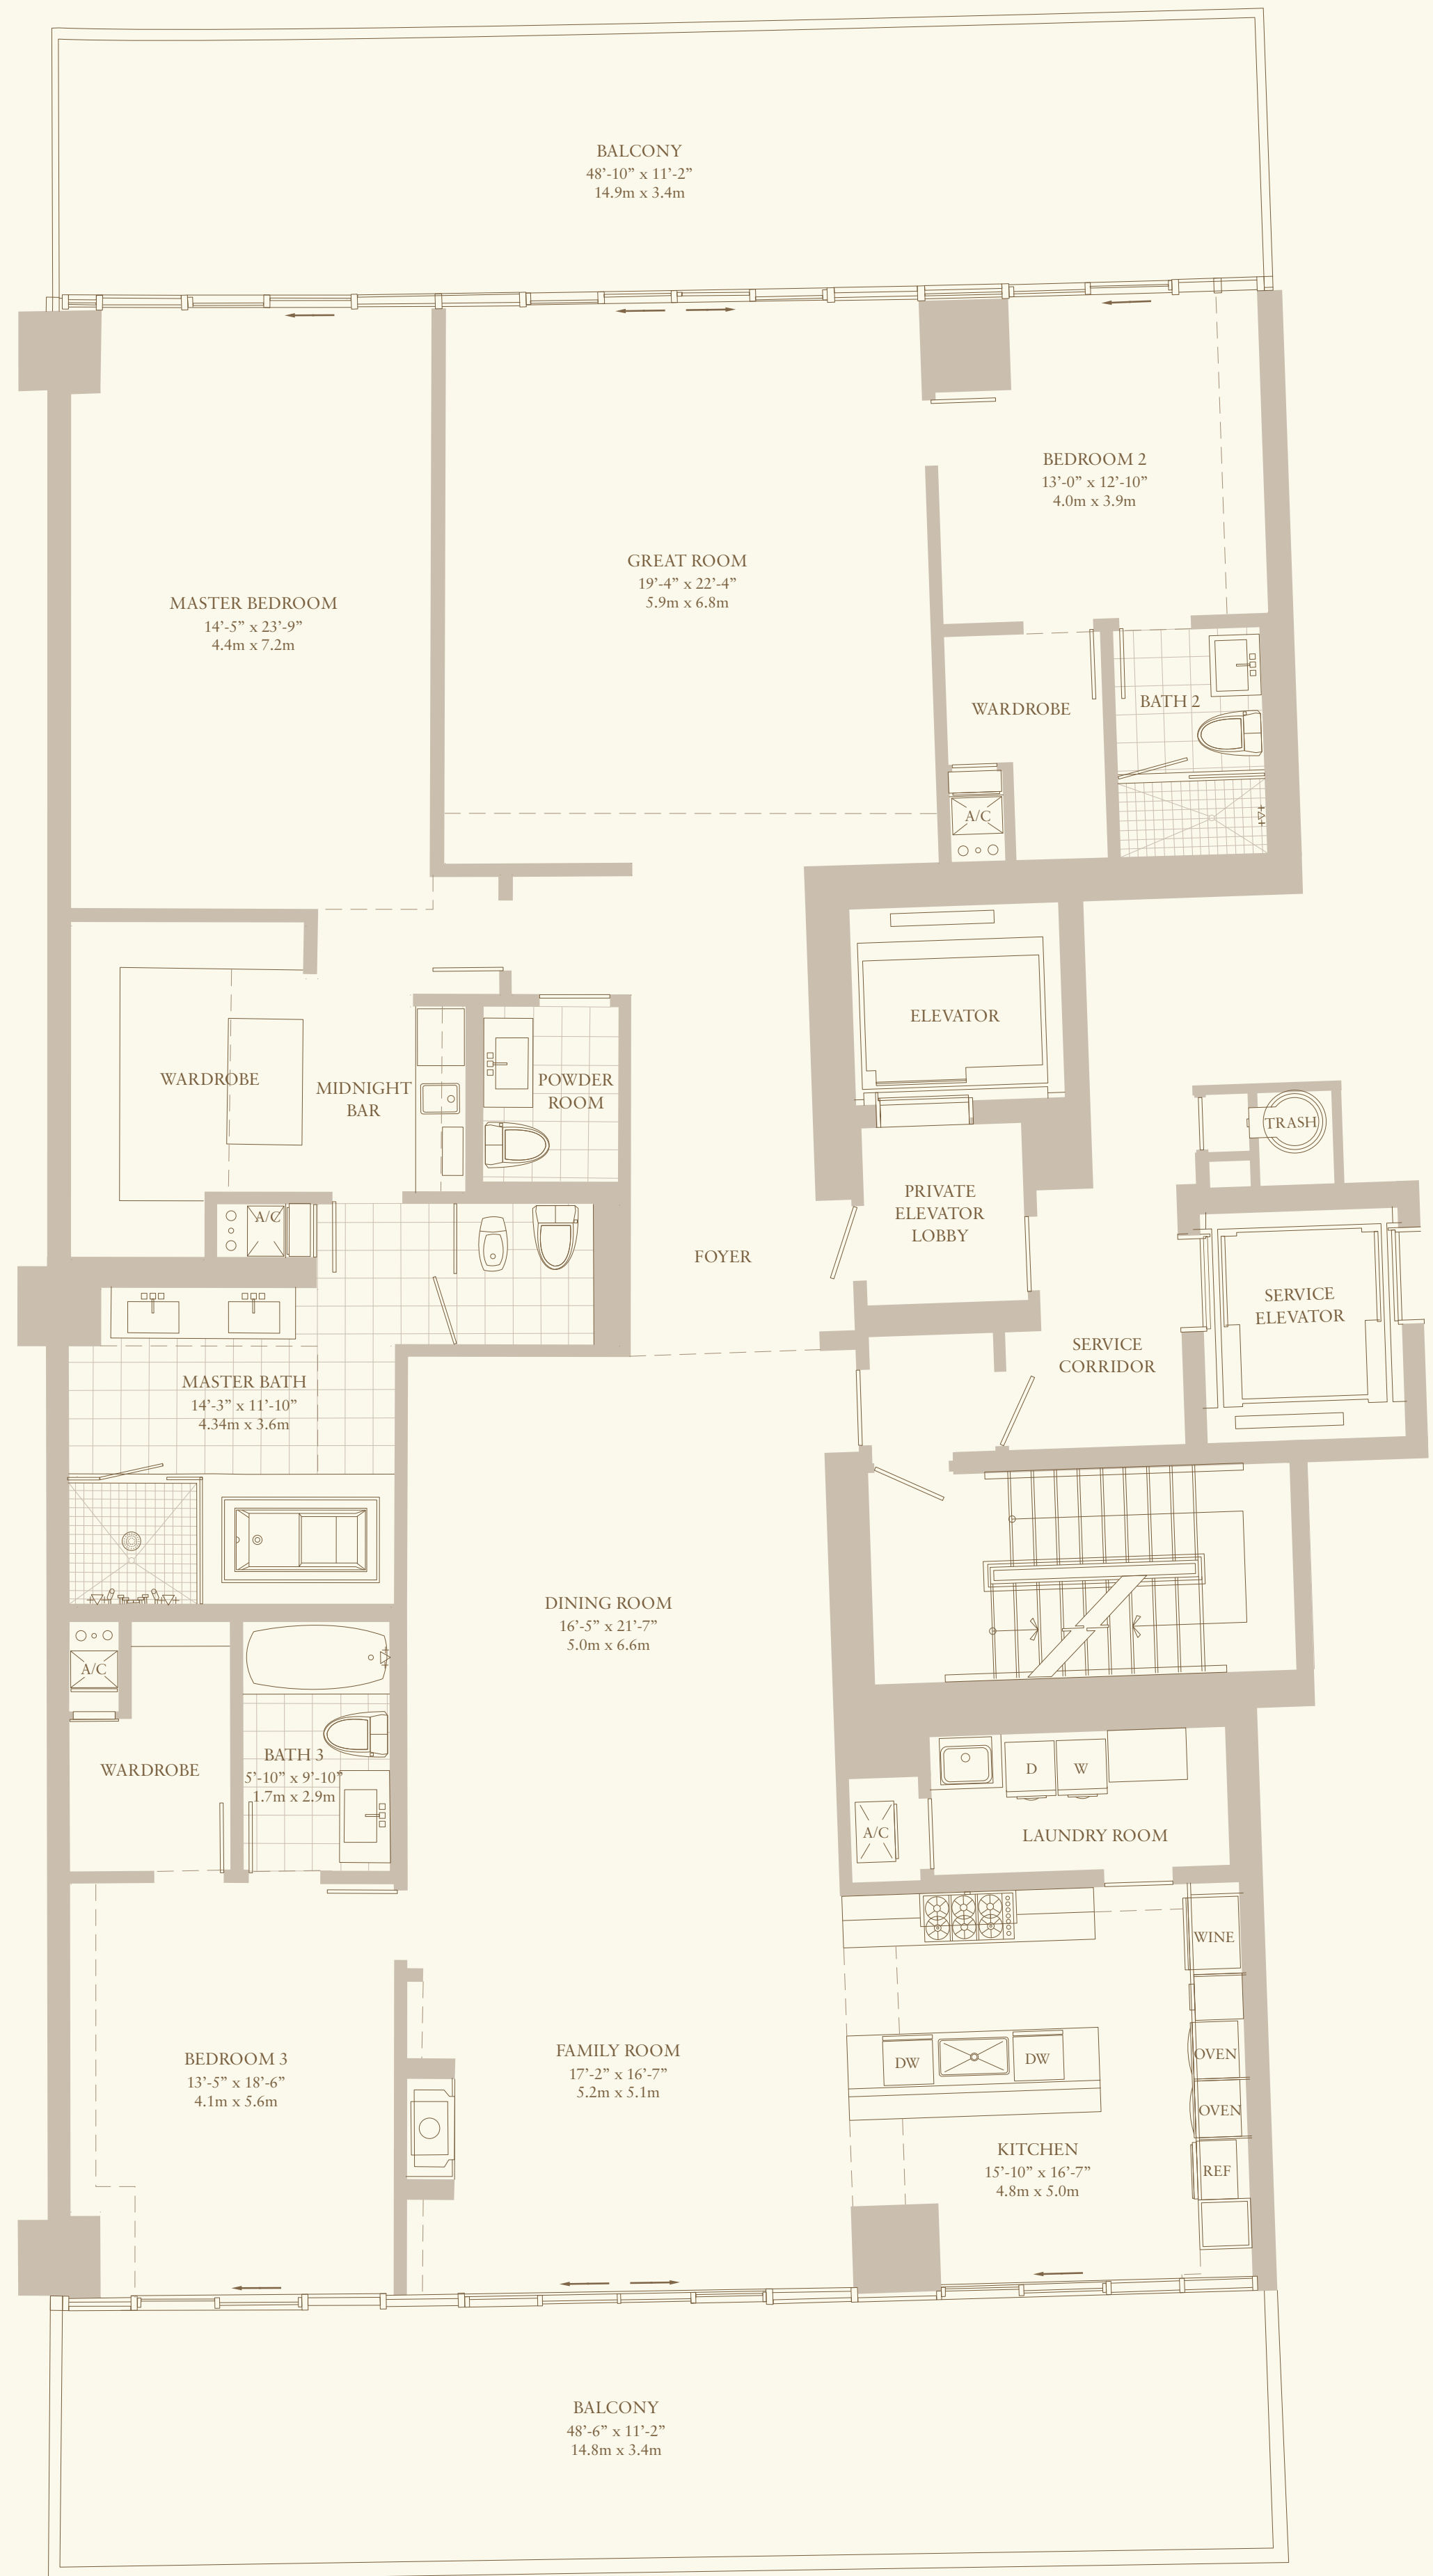 BALCONY
48’-10” x 11’-2”
14.9m x 3.4m
BEDROOM 2
13’-0” x 12’-10”
4.0m x 3.9m
GREAT ROOM
19’-4” x 22’-4”
5.9m x 6.8m
MASTER BEDROOM
14’-5” x 23’-9”
4.4m x 7.2m
WARDROBE
BATH 2
A/C
ELEVATOR
WARDROBE
MIDNIGHT
BAR
POWDER
ROOM
TRASH
PRIVATE
ELEVATOR
LOBBY
A/C
FOYER
SERVICE
ELEVATOR
SERVICE
CORRIDOR
MASTER BATH
14’-3” x 11’-10”
4.34m x 3.6m
DINING ROOM
16’-5” x 21’-7”
5.0m x 6.6m
A/C
WARDROBE
BATH 3
5’-10” x 9’-10”
1.7m x 2.9m
D
W
A/C
LAUNDRY ROOM
WINE
BEDROOM 3
13’-5” x 18’-6”
4.1m x 5.6m
FAMILY ROOM
17’-2” x 16’-7”
5.2m x 5.1m
DW
DW
OVEN
OVEN
KITCHEN
15’-10” x 16’-7”
4.8m x 5.0m
REF
BALCONY
48’-6” x 11’-2”
14.8m x 3.4m